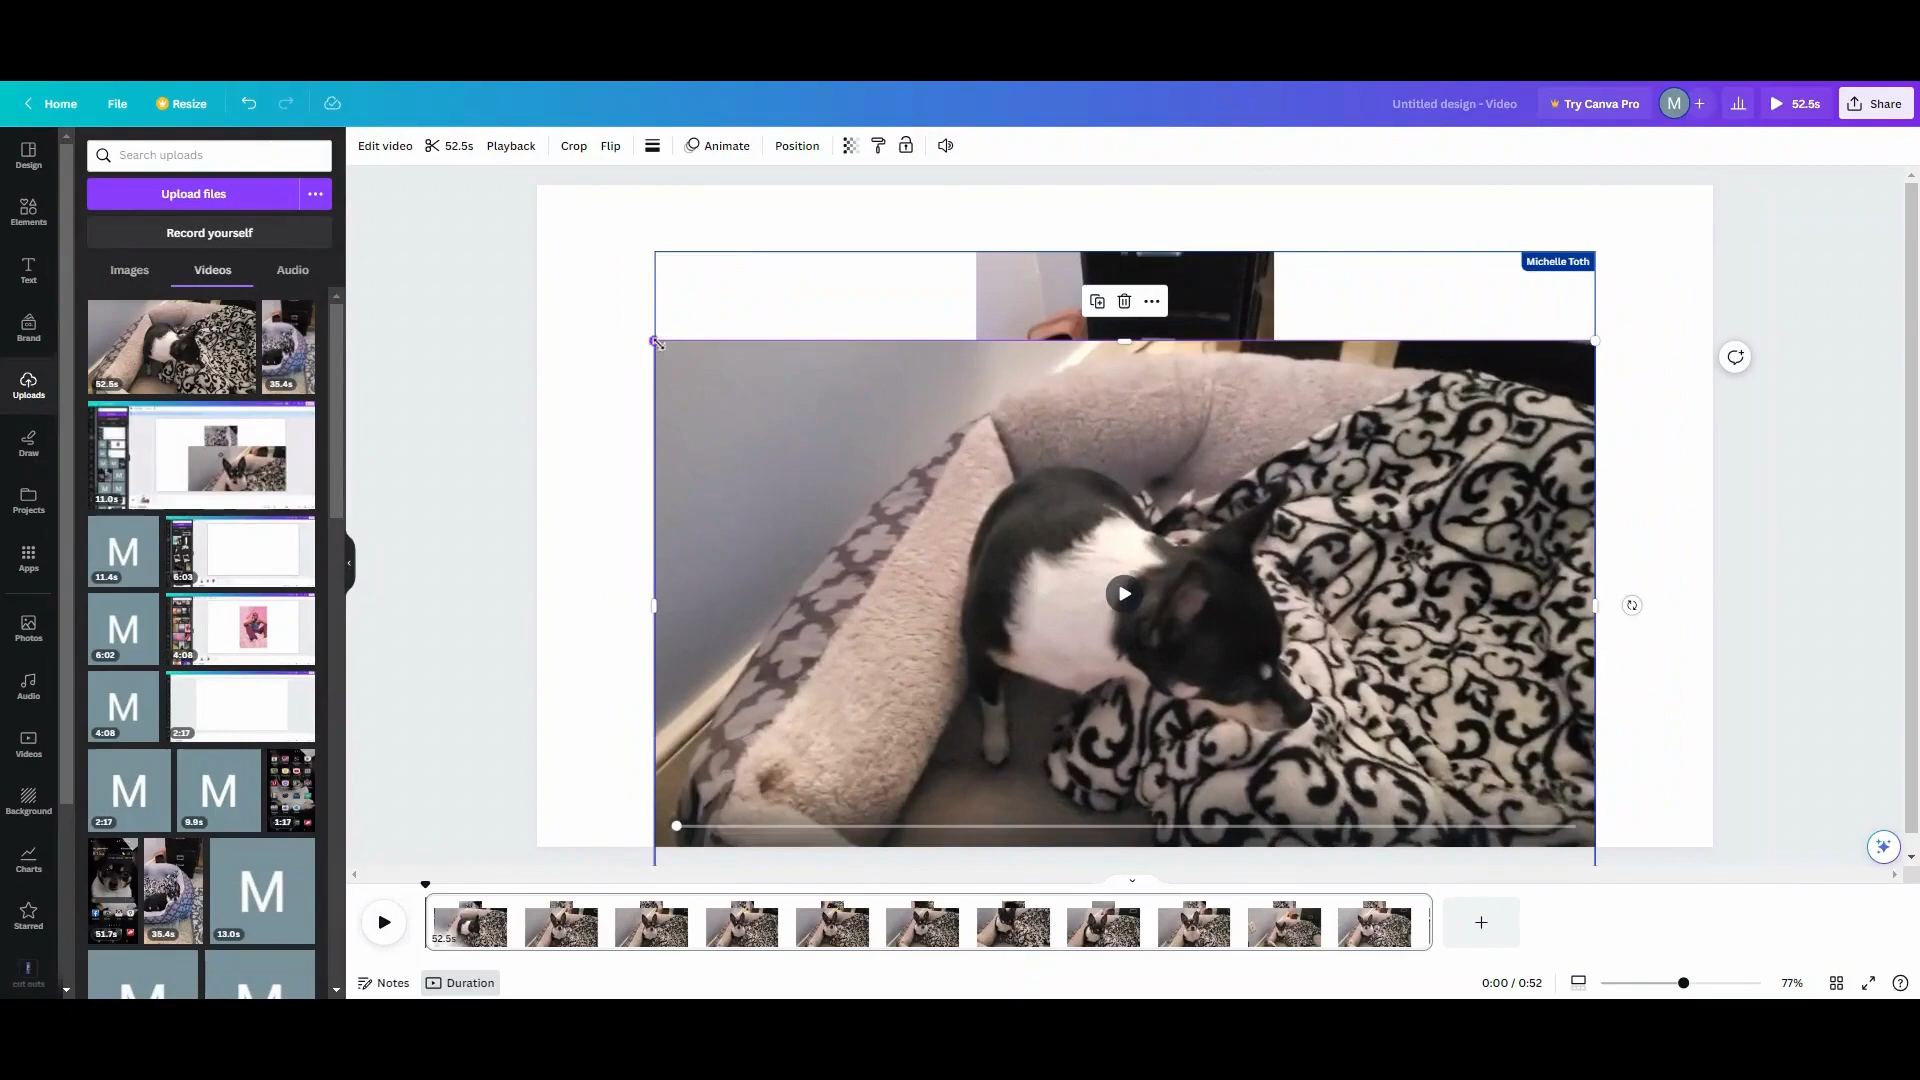 Home File Resize Untitled design - Video Try Canva Pro M + 52.5s Share
Design
Elements
Text
Brand
Uploads
Draw
Projects
Apps
Photos
Audio
Videos
Background
Charts
Starred
cut outs
Search uploads
Upload files
Record yourself
Images Videos Audio
52.5s 35.4s
11.0s
M
11.4s 6:03
M
6:02 4:08
M
4:08 2:17
M M
2:17 9.9s 1:17
M
51.7s 35.4s 13.0s
Edit video 52.5s Playback Crop Flip Animate Position
Michelle Toth
52.5s
Notes Duration 0:00 / 0:52 77%